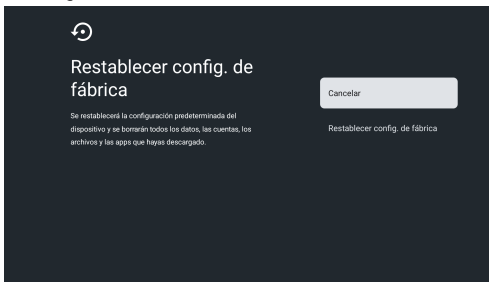 Restablecer config. de
fábrica
Se restablecerá la configuración predeterminada del
dispositivo y se borrarán todos los datos, las cuentas, los
archivos y las apps que hayas descargado.
Cancelar
Restablecer config. de fábrica